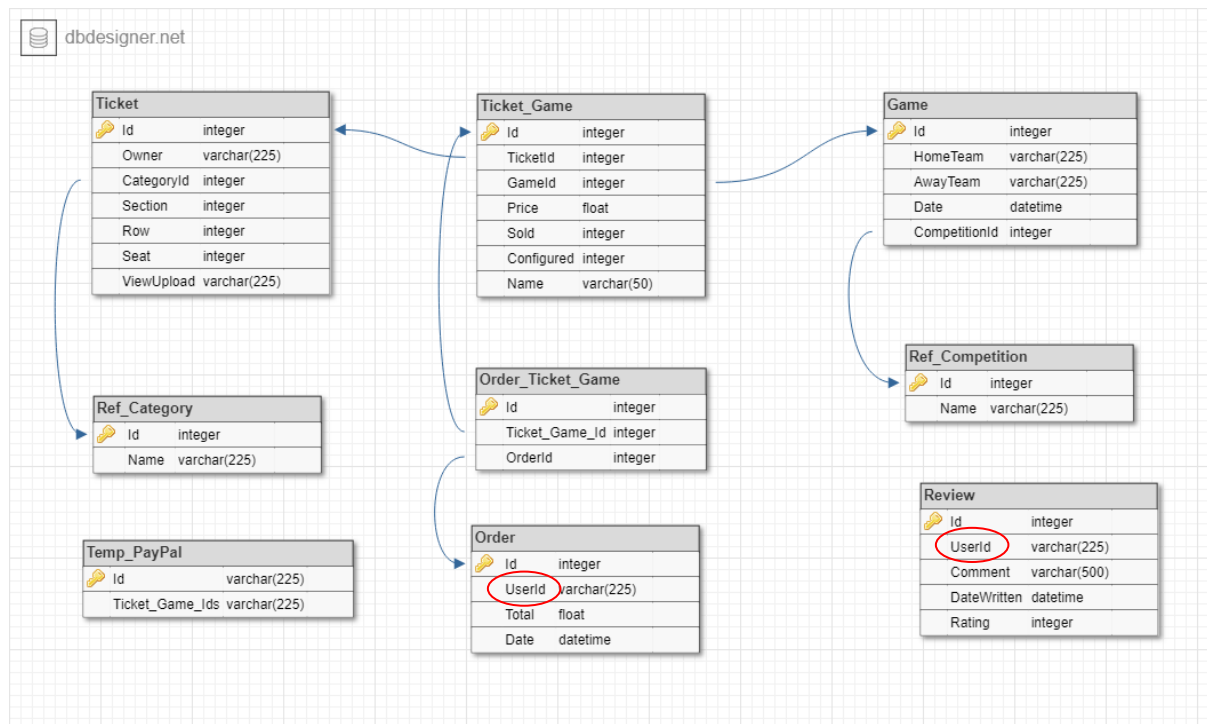 dbdesigner.net
Ticket
Id integer
Owner varchar(225)
CategoryId integer
Section integer
Row integer
Seat integer
ViewUpload varchar(225)
Ticket_Game
Id integer
TicketId integer
GameId integer
Price float
Sold integer
Configured integer
Name varchar(50)
Game
Id integer
HomeTeam varchar(225)
AwayTeam varchar(225)
Date datetime
CompetitionId integer
Ref_Category
Id integer
Name varchar(225)
Order_Ticket_Game
Id integer
Ticket_Game_Id integer
OrderId integer
Ref_Competition
Id integer
Name varchar(225)
Temp_PayPal
Id varchar(225)
Ticket_Game_Ids varchar(225)
Order
Id integer
UserId varchar(225)
Total float
Date datetime
Review
Id integer
UserId varchar(225)
Comment varchar(500)
DateWritten datetime
Rating integer